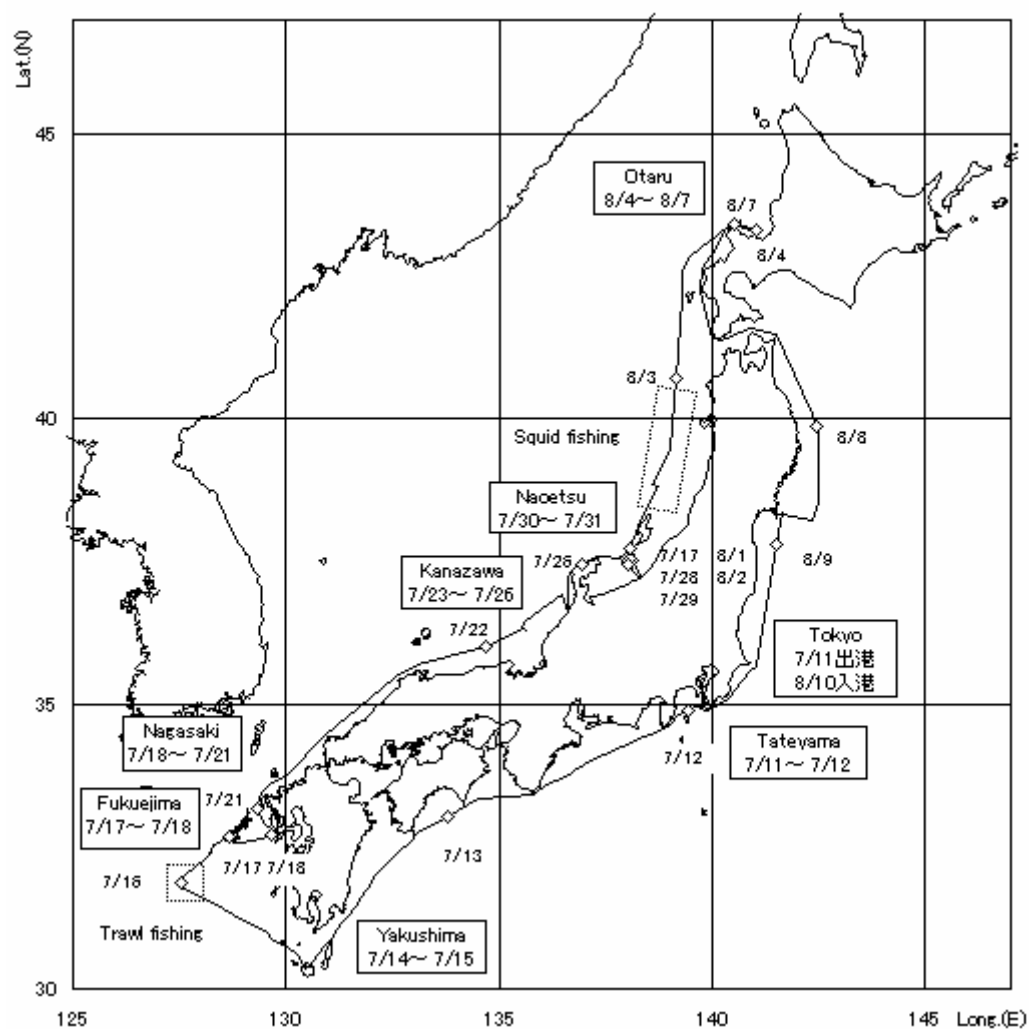 Lat.(N)
45
Otaru
8/4～ 8/7
8/7
8/4
8/3
40
Squid fishing
8/8
Naoetsu
7/30～ 7/31
7/28
7/17
8/1
8/9
7/28
8/2
7/29
Kanazawa
7/23～ 7/26
7/22
Tokyo
7/11出港
8/10入港
35
Nagasaki
7/18～ 7/21
7/12
Tateyama
7/11～ 7/12
Fukuejima
7/17～ 7/18
7/21
7/13
7/17
7/18
7/16
Trawl fishing
Yakushima
7/14～ 7/15
30
125
130
135
140
145
Long.(E)